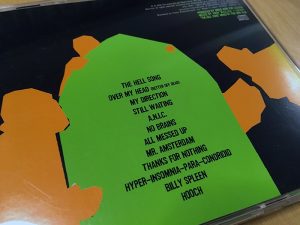 THE HELL SONG
OVER MY HEAD (BETTER OFF DEAD)
MY DIRECTION
STILL WAITING
A.N.I.C.
NO BRAINS
ALL MESSED UP
MR. AMSTERDAM
THANKS FOR NOTHING
HYPER-INSOMNIA-PARA-CONDRIOID
BILLY SPLEEN
HOOCH